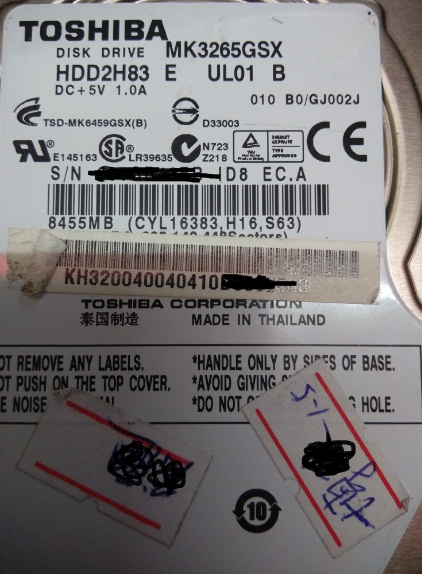 TOSHIBA
DISK DRIVE MK3265GSX
HDD2H83 E UL01 B
DC+5V 1.0A
010 B0/GJ002J
TSD-MK6459GSX(B) D33003
E145163 LR39635 N723 Z218
S/N D8 EC.A
8455MB (CYL16383,H16,S63)
KH320040040410
TOSHIBA CORPORATION
泰国制造 MADE IN THAILAND
OT REMOVE ANY LABELS. *HANDLE ONLY BY SIDES OF BASE.
OT PUSH ON THE TOP COVER. *AVOID GIVING
E NOISE *DO NOT HOLE.
S-1
10